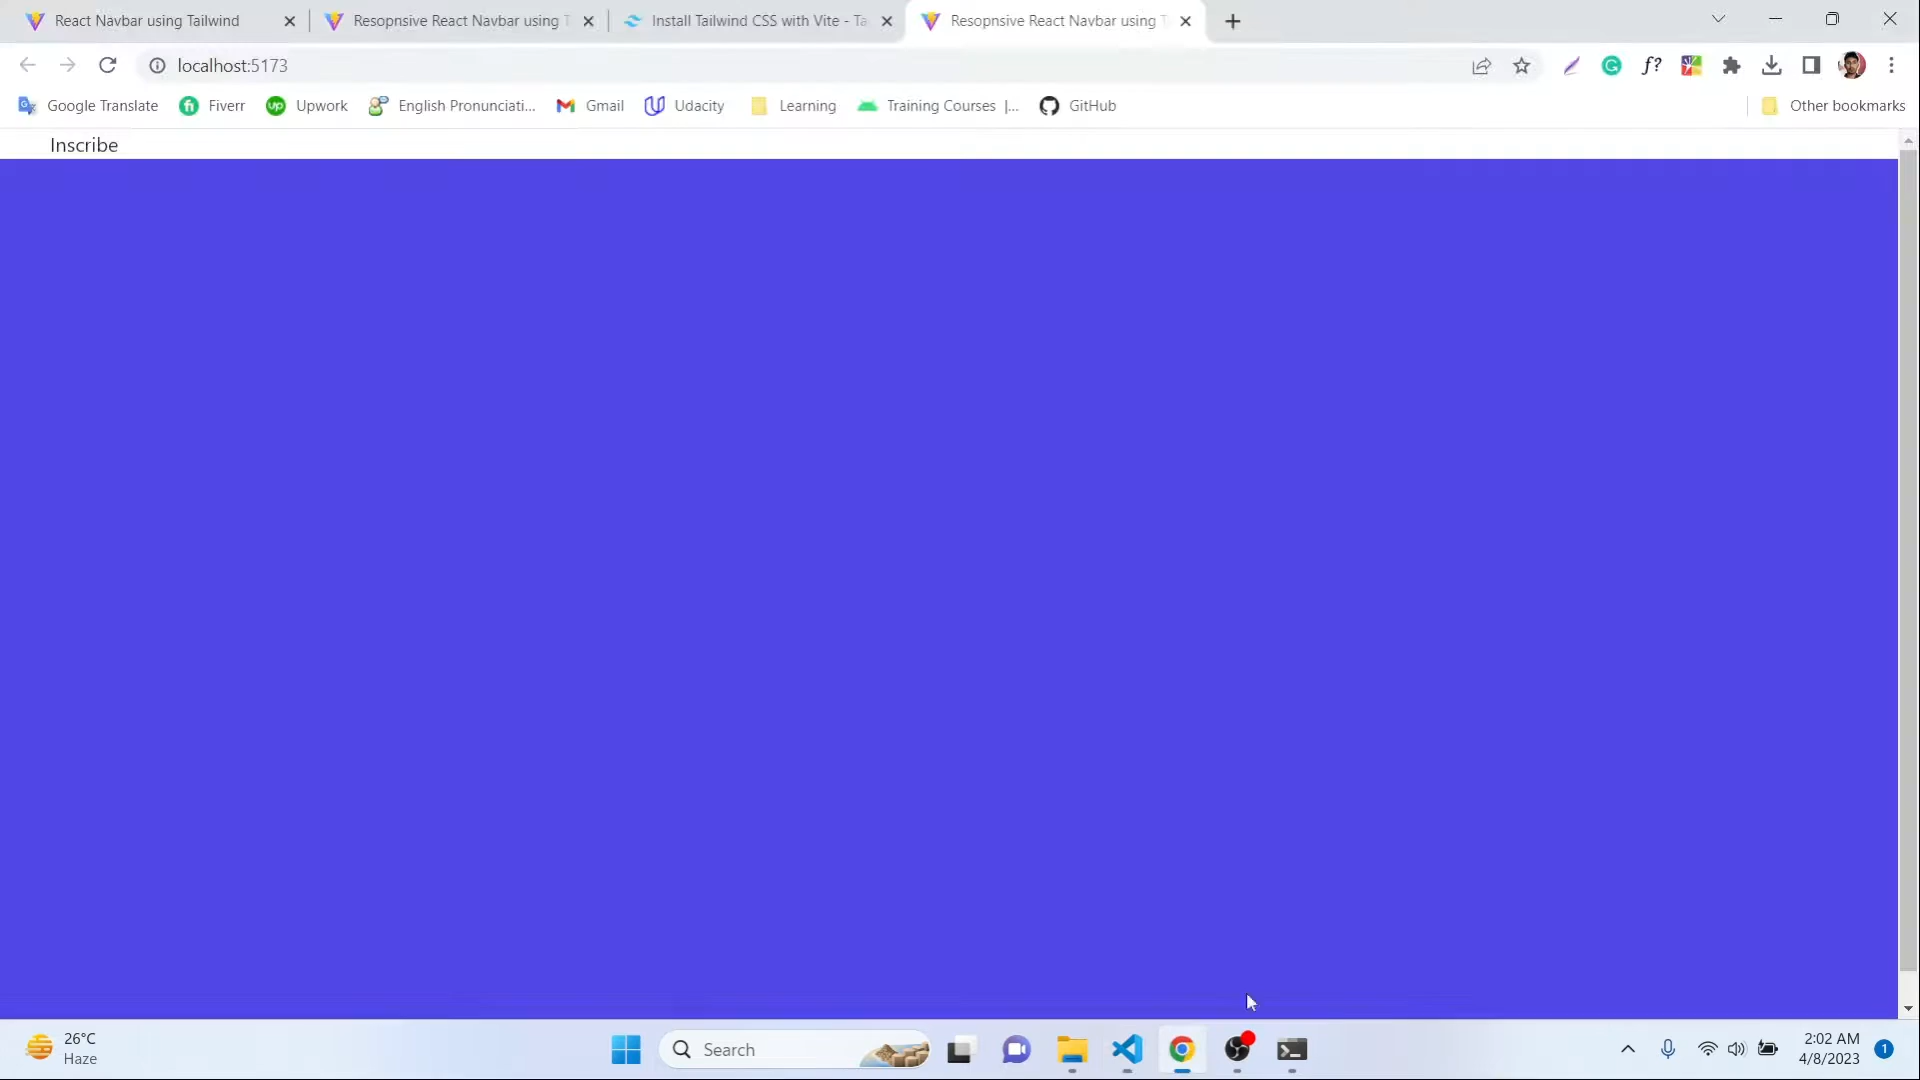 React Navbar using Tailwind
Resopnsive React Navbar using T
Install Tailwind CSS with Vite - Ta
Resopnsive React Navbar using T
localhost:5173
f?
Google Translate
Fiverr
up
Upwork
English Pronunciati...
Gmail
Udacity
Learning
Training Courses |...
GitHub
Other bookmarks
Inscribe
26°C
Haze
Search
2:02 AM
4/8/2023
1